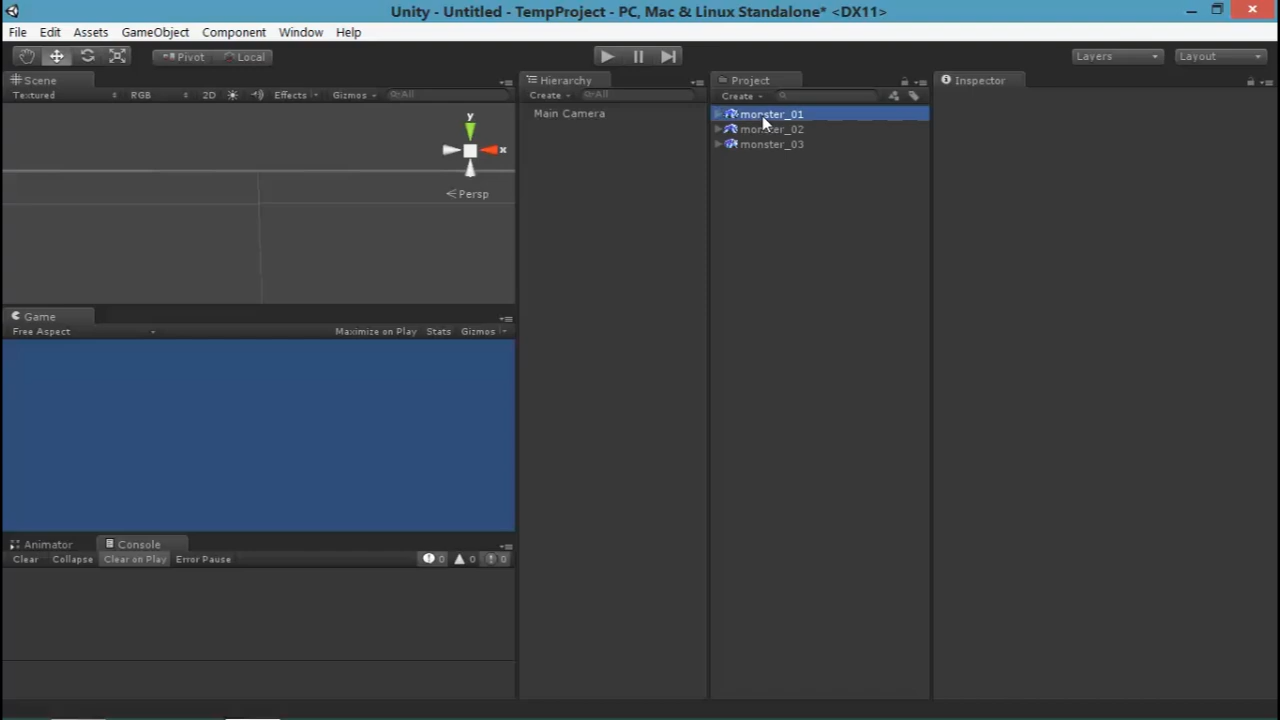 Unity - Untitled - TempProject - PC, Mac & Linux Standalone* <DX11>
File Edit Assets GameObject Component Window Help
Pivot Local Layers Layout
Scene Hierarchy Project Inspector
Textured RGB 2D Effects Gizmos All Create All Create
y
x
Persp
Main Camera
monster_01
monster_02
monster_03
Game
Free Aspect Maximize on Play Stats Gizmos
Animator Console
Clear Collapse Clear on Play Error Pause 0 0 0